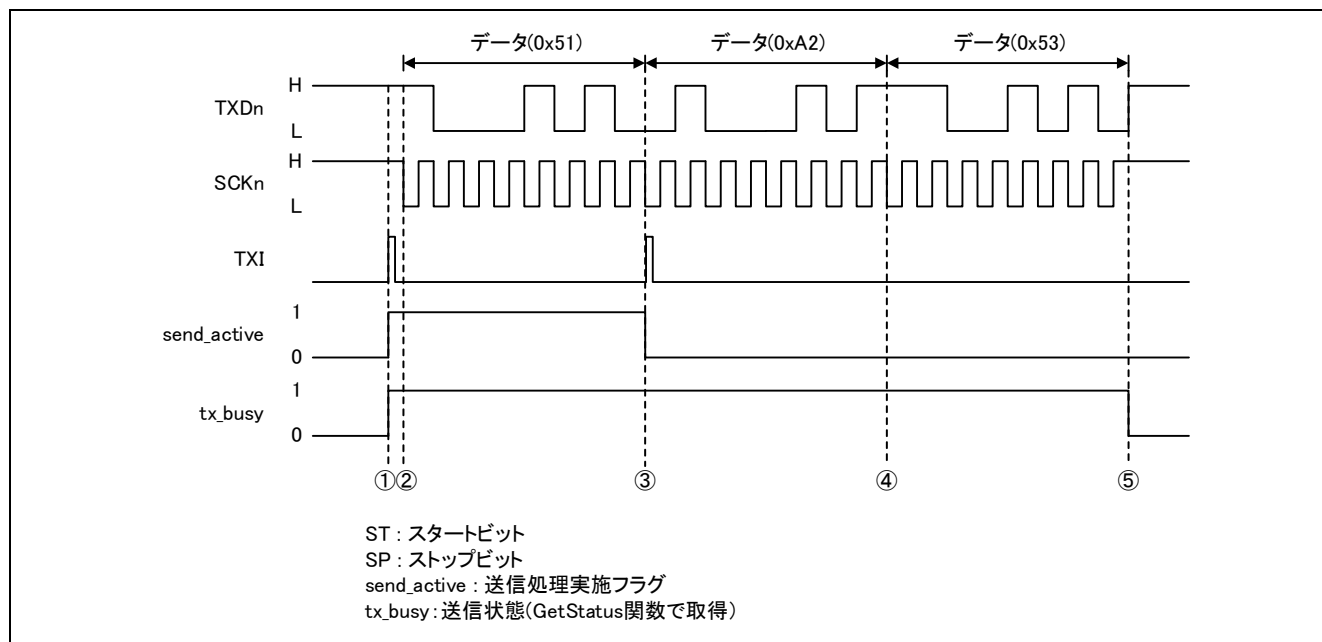 データ(0x51) データ(0xA2) データ(0x53)
H
TXDn
L
H
SCKn
L
TXI
1
send_active
0
1
tx_busy
0
①② ③ ④ ⑤
ST : スタートビット
SP : ストップビット
send_active : 送信処理実施フラグ
tx_busy : 送信状態(GetStatus関数で取得)